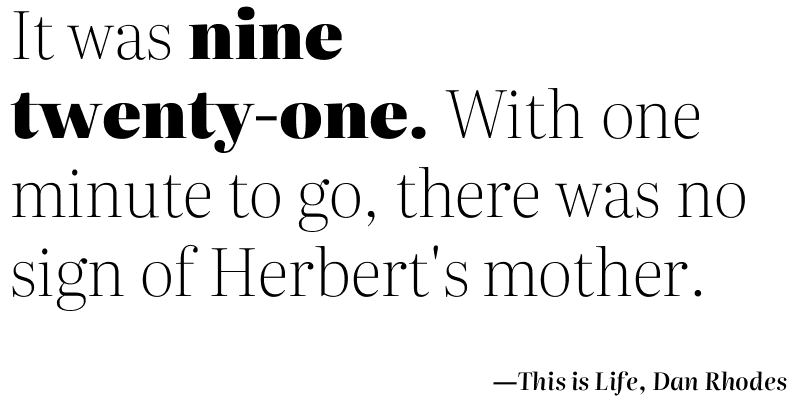 It was nine
twenty-one. With one
minute to go, there was no
sign of Herbert's mother.
—This is Life, Dan Rhodes